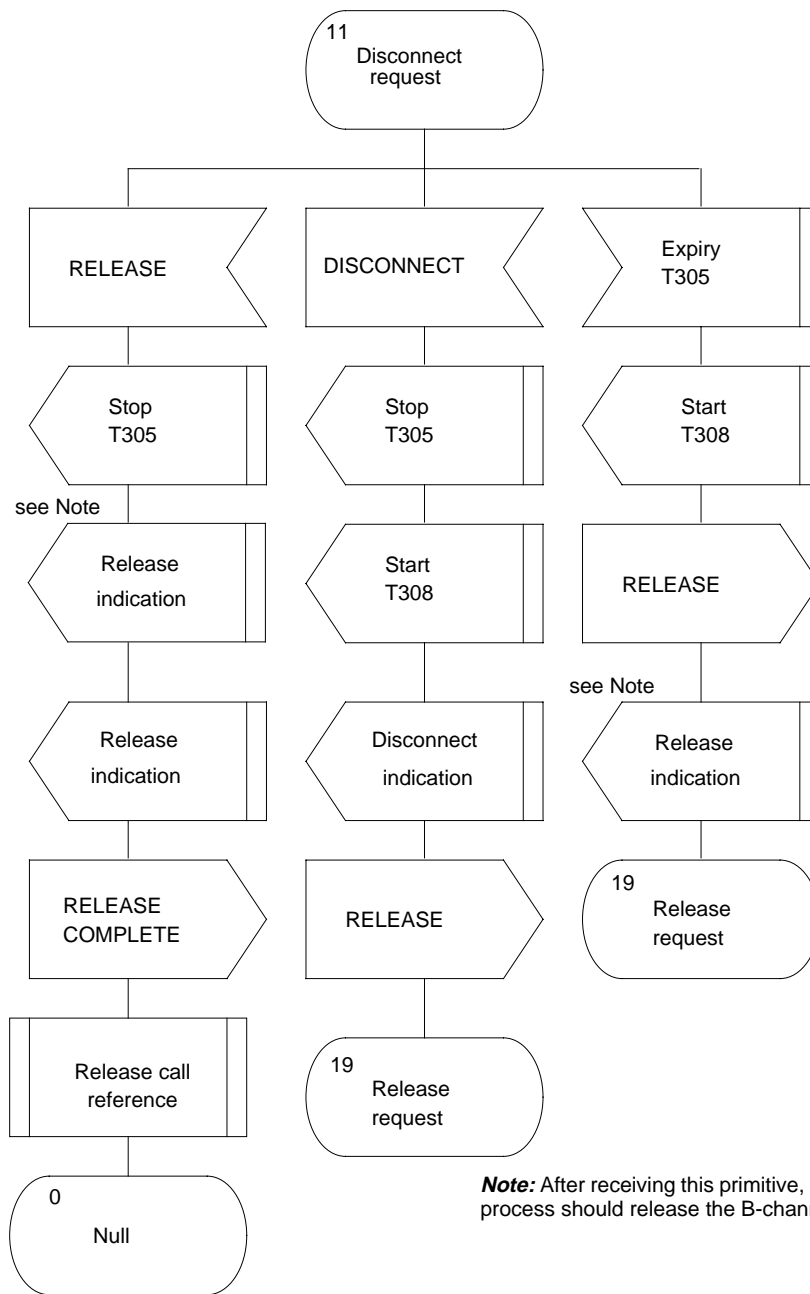 11
Disconnect
request
RELEASE
DISCONNECT
Expiry
T305
Stop
T305
Stop
T305
Start
T308
see Note
Release
indication
Start
T308
RELEASE
see Note
Release
indication
Disconnect
indication
Release
indication
RELEASE
COMPLETE
RELEASE
19
Release
request
Release call
reference
19
Release
request
0
Null
Note: After receiving this primitive,
process should release the B-chan